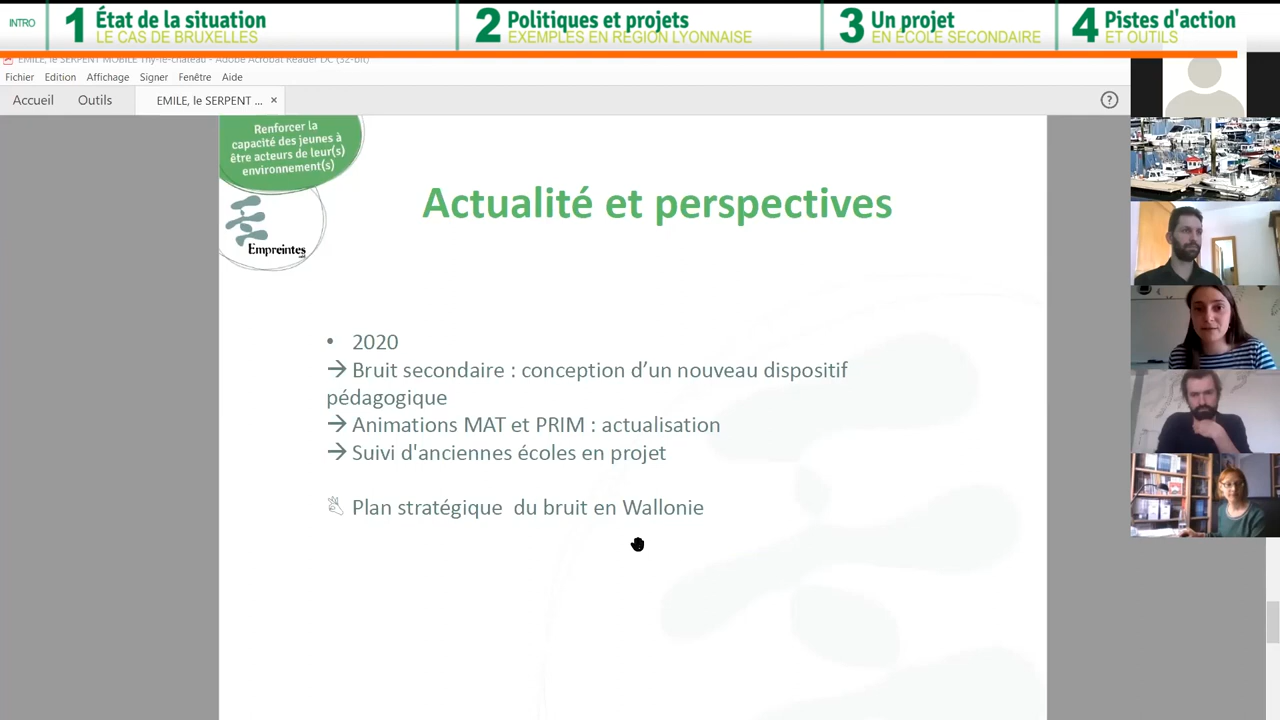 INTRO
1 État de la situation
LE CAS DE BRUXELLES
2 Politiques et projets
EXEMPLES EN RÉGION LYONNAISE
3 Un projet
EN ÉCOLE SECONDAIRE
4 Pistes d'action
ET OUTILS
EMILE, le SERPENT MOBILE Thy-le-château - Adobe Acrobat Reader DC (32-bit)
Fichier Edition Affichage Signer Fenêtre Aide
Accueil Outils EMILE, le SERPENT ... ×
Renforcer la
capacité des jeunes à
être acteurs de leur(s)
environnement(s)
Empreintes
asbl
Actualité et perspectives
• 2020
→ Bruit secondaire : conception d’un nouveau dispositif
pédagogique
→ Animations MAT et PRIM : actualisation
→ Suivi d'anciennes écoles en projet
Plan stratégique du bruit en Wallonie